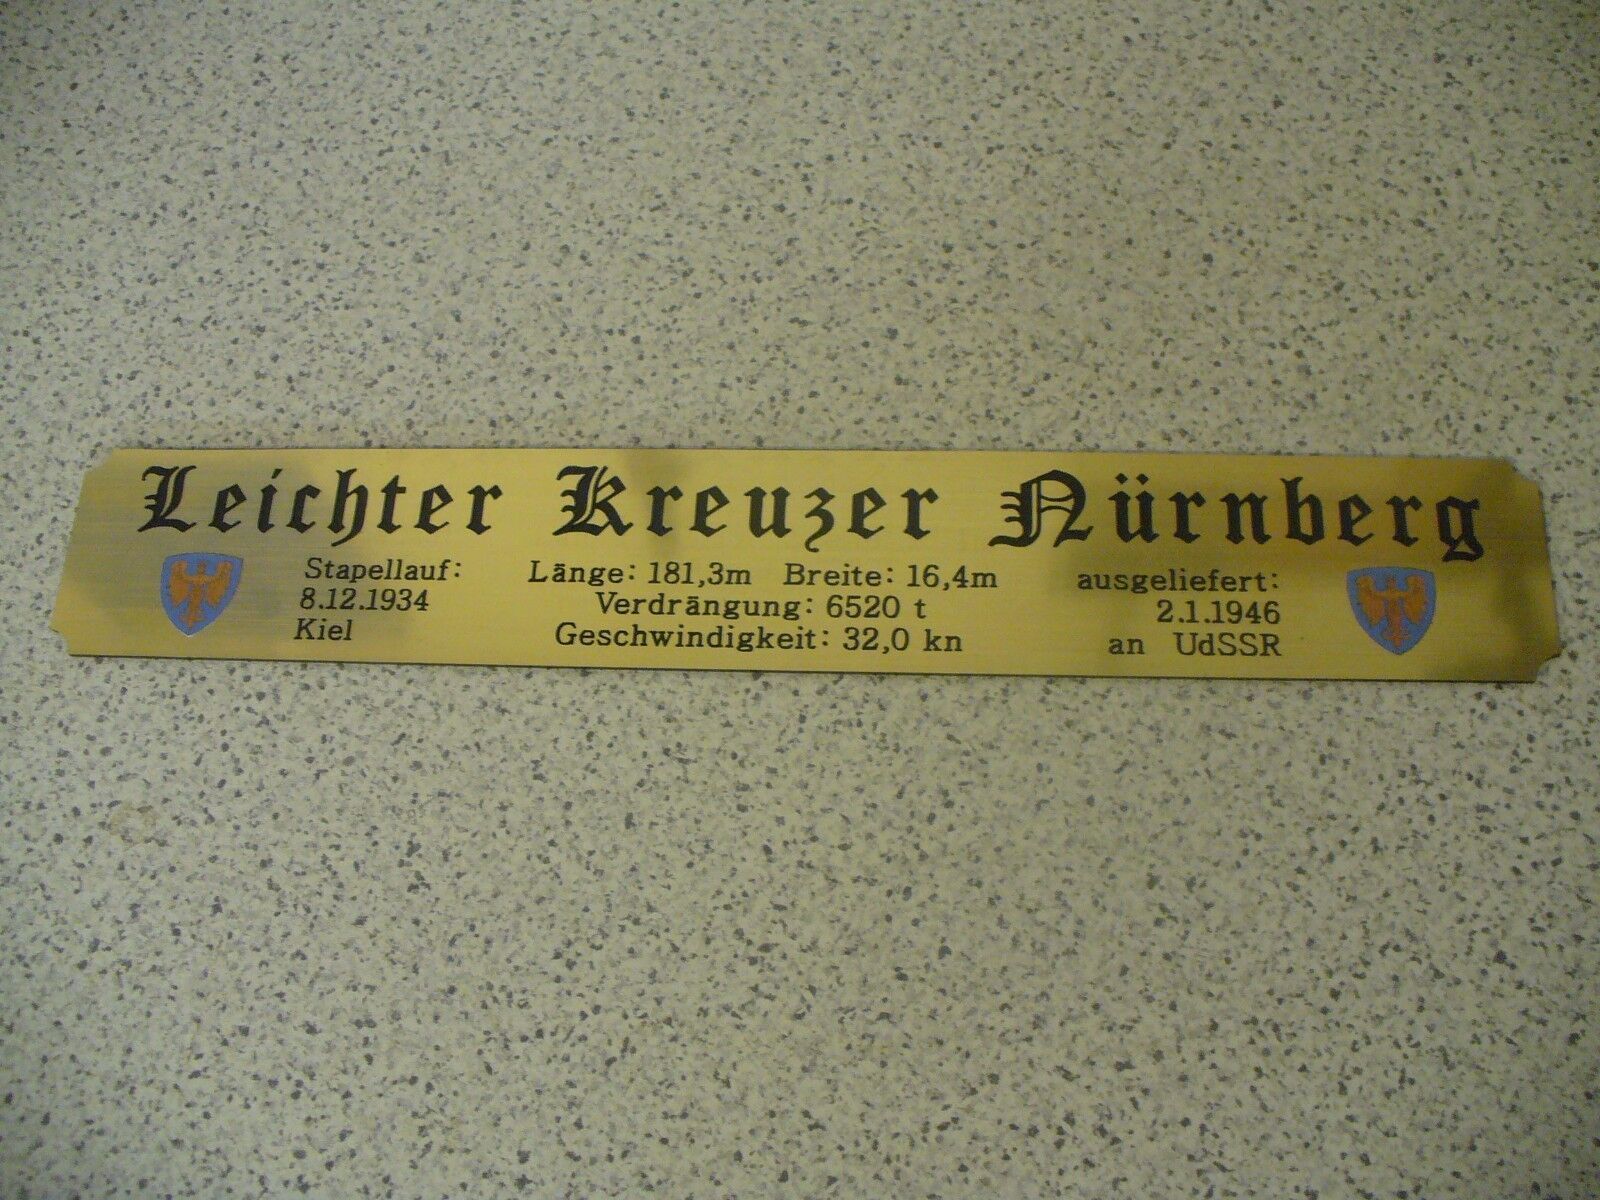 Leichter Kreuzer Nürnberg
Stapellauf:
8.12.1934
Kiel
Länge: 181,3m Breite: 16,4m
Verdrängung: 6520 t
Geschwindigkeit: 32,0 kn
ausgeliefert:
2.1.1946
an UdSSR